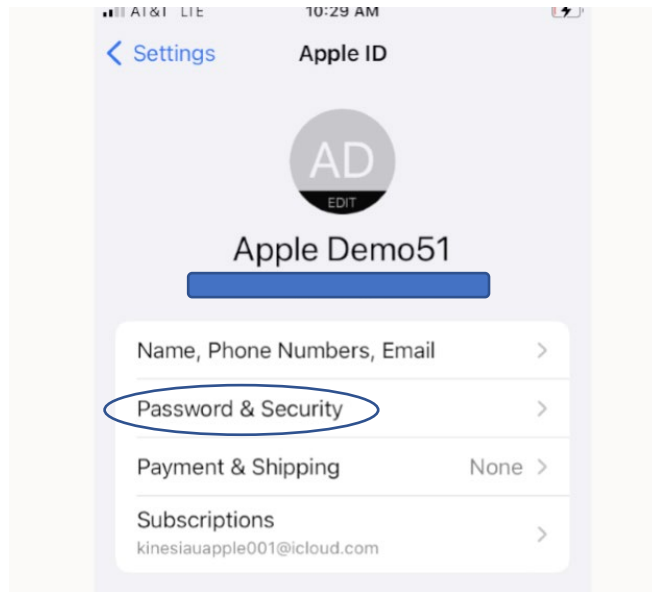 AT&T LTE 10:29 AM
Settings Apple ID
AD
EDIT
Apple Demo51
Name, Phone Numbers, Email
Password & Security
Payment & Shipping None
Subscriptions
kinesiauapple001@icloud.com